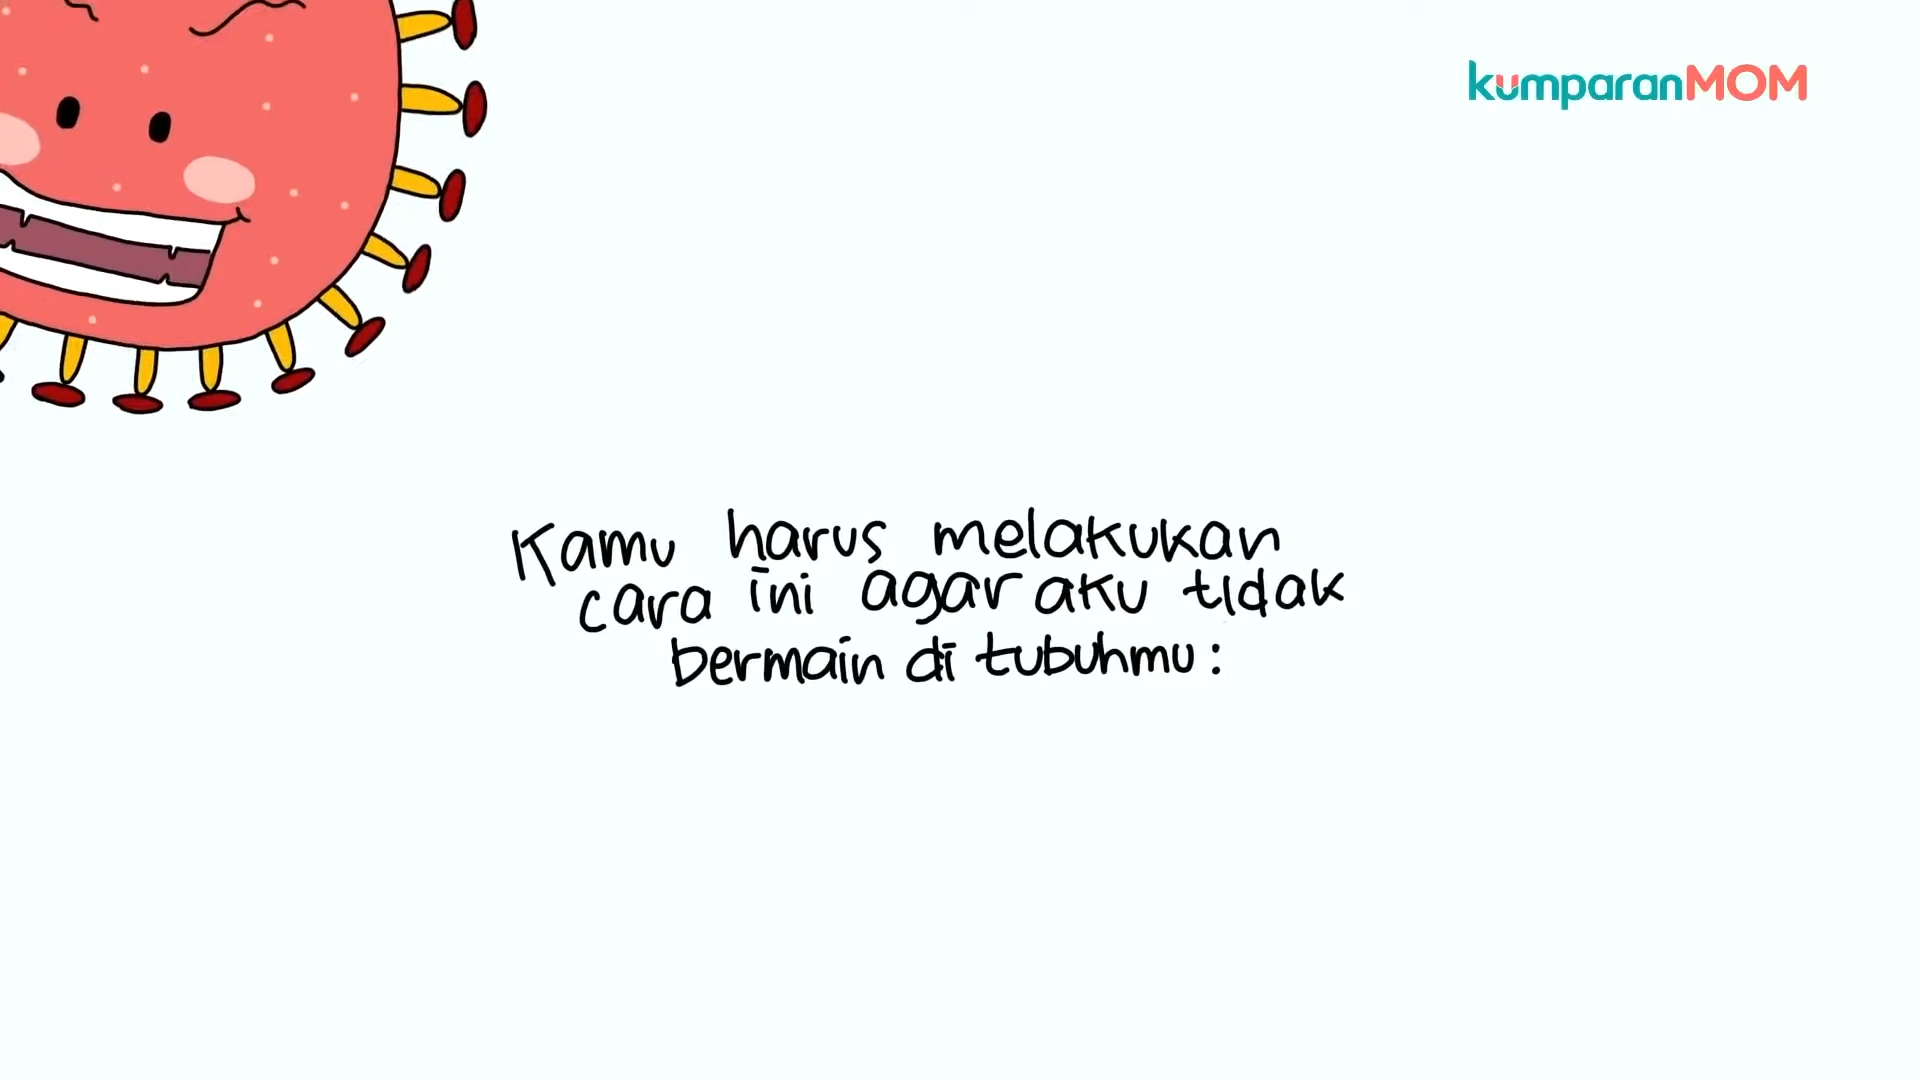 kumparanMOM
Kamu harus melakukan
cara ini agar aku tidak
bermain di tubuhmu: